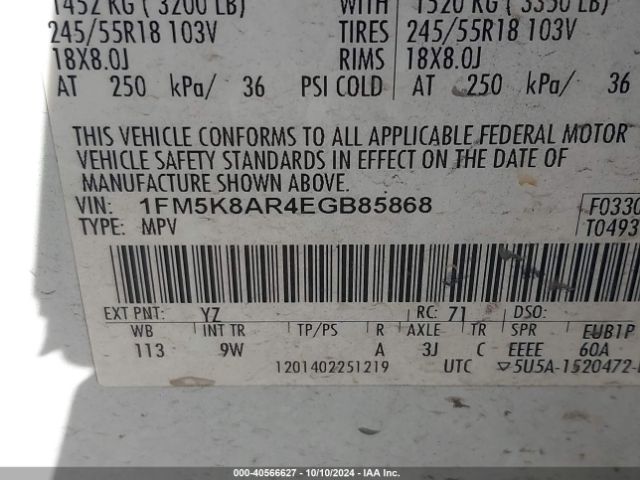 1452 KG ( 3200 LB) WITH 1520 KG ( 3350 LB)
245/55R18 103V TIRES 245/55R18 103V
18X8.0J RIMS 18X8.0J
AT 250 kPa/ 36 PSI COLD AT 250 kPa/ 36
THIS VEHICLE CONFORMS TO ALL APPLICABLE FEDERAL MOTOR
VEHICLE SAFETY STANDARDS IN EFFECT ON THE DATE OF
MANUFACTURE SHOWN ABOVE.
VIN: 1FM5K8AR4EGB85868 F0330
TYPE: MPV T0493
EXT PNT: YZ RC: 71 DSO:
WB INT TR TP/PS R AXLE TR SPR EUB1P
113 9W A 3J C EEEE 60A
1201402251219 UTC ▽5U5A-1520472-
000-40566627 - 10/10/2024 - IAA Inc.